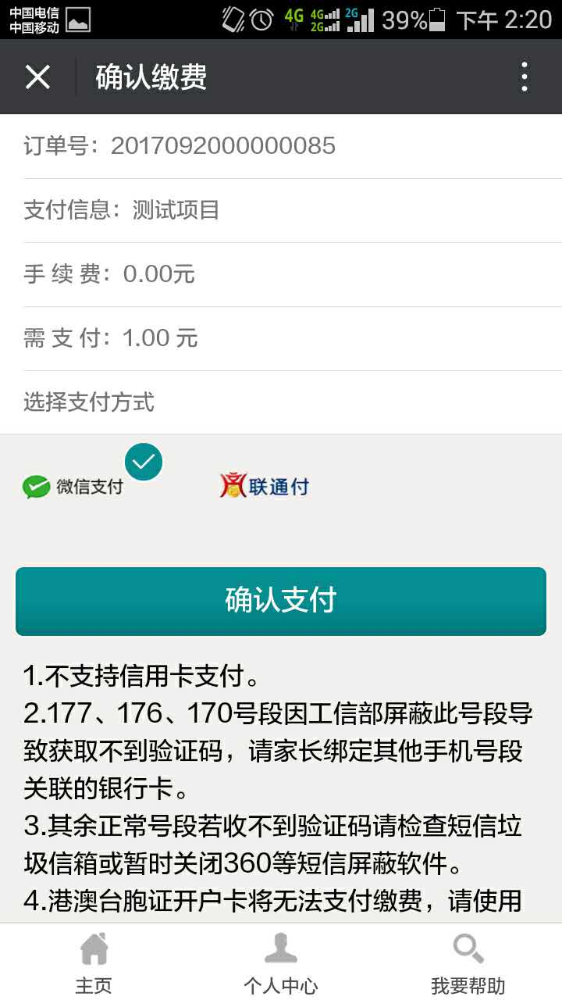 中国电信
中国移动
4G 4G 2G 2G 39% 下午 2:20
确认缴费
订单号：2017092000000085
支付信息：测试项目
手 续 费：0.00元
需 支 付：1.00 元
选择支付方式
微信支付 联通付
确认支付
1.不支持信用卡支付。
2.177、176、170号段因工信部屏蔽此号段导
致获取不到验证码，请家长绑定其他手机号段
关联的银行卡。
3.其余正常号段若收不到验证码请检查短信垃
圾信箱或暂时关闭360等短信屏蔽软件。
4.港澳台胞证开户卡将无法支付缴费，请使用
主页 个人中心 我要帮助